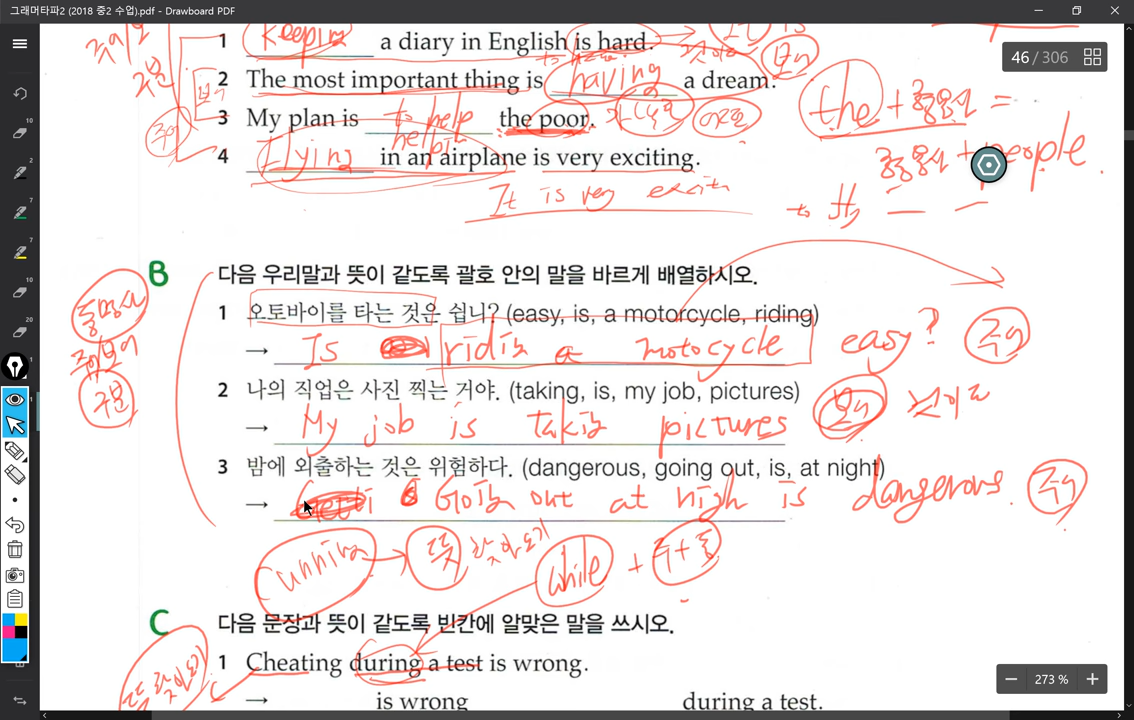 그래머타파2 (2018 중2 수업).pdf - Drawboard PDF
46 / 306
1 Keeping a diary in English is hard.
2 The most important thing is having a dream.
3 My plan is to help the poor.
4 Flying in an airplane is very exciting.
the + 형용사 =
형용사 + people
It is very
B 다음 우리말과 뜻이 같도록 괄호 안의 말을 바르게 배열하시오.
1 오토바이를 타는 것은 쉽니? (easy, is, a motorcycle, riding)
→ Is ridin a motocycle easy? 주어
2 나의 직업은 사진 찍는 거야. (taking, is, my job, pictures)
→ My job is takin pictures 보어
3 밤에 외출하는 것은 위험하다. (dangerous, going out, is, at night)
→ Goin out at nigh is dangerous. 주어
동명사
구분
while + 주+동
C 다음 문장과 뜻이 같도록 빈칸에 알맞은 말을 쓰시오.
1 Cheating during a test is wrong.
→ is wrong during a test.
273 %